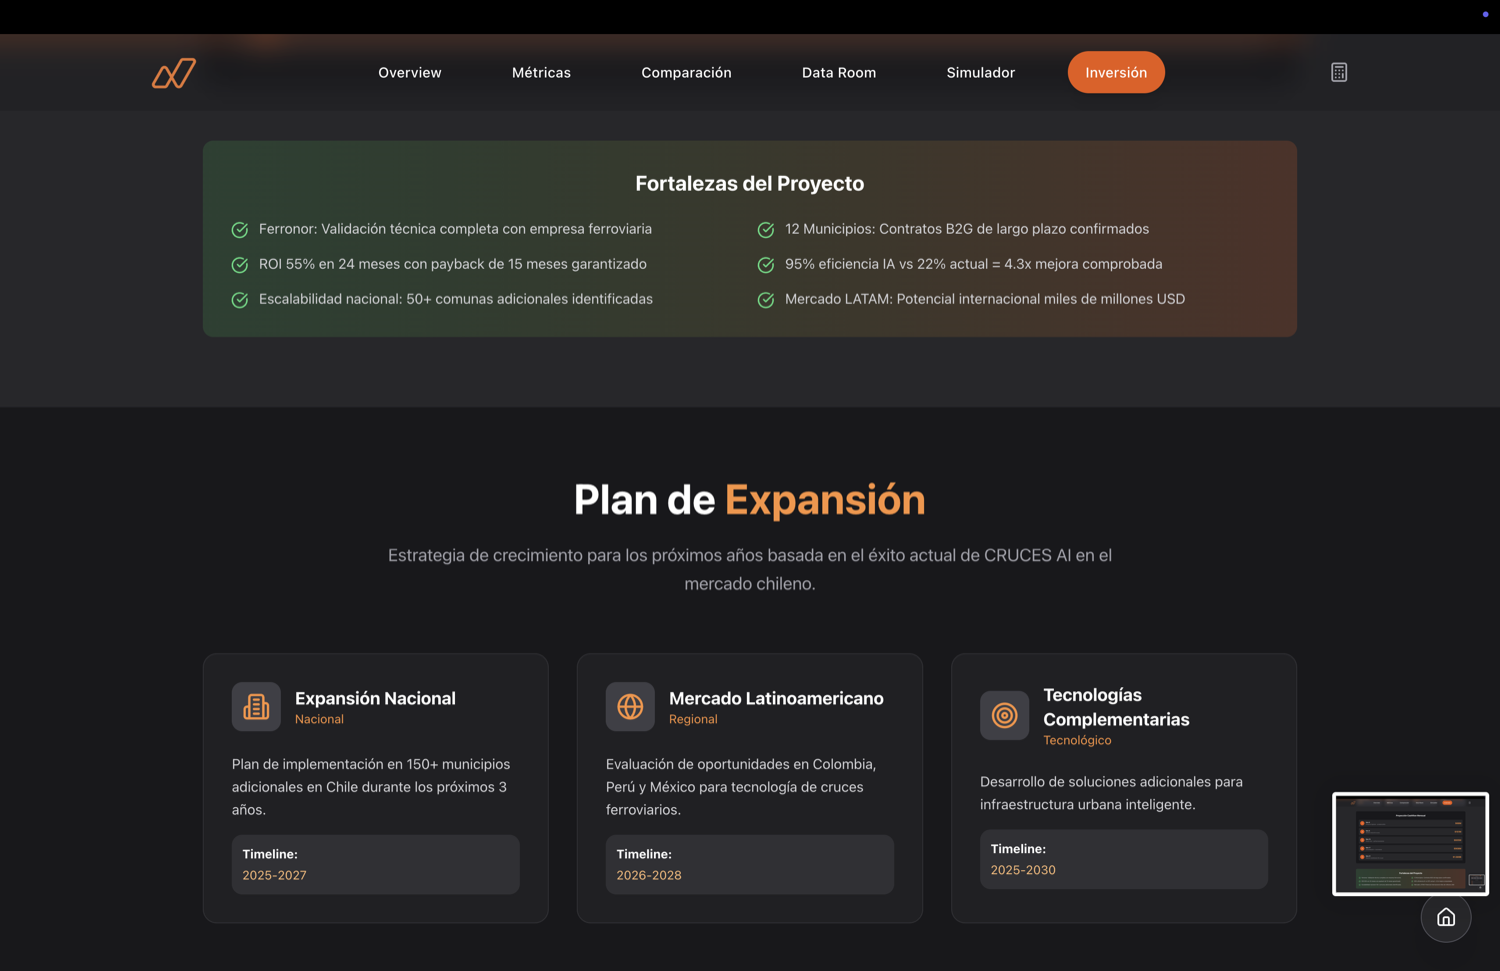 Overview
Métricas
Comparación
Data Room
Simulador
Inversión
Fortalezas del Proyecto
Ferronor: Validación técnica completa con empresa ferroviaria
12 Municipios: Contratos B2G de largo plazo confirmados
ROI 55% en 24 meses con payback de 15 meses garantizado
95% eficiencia IA vs 22% actual = 4.3x mejora comprobada
Escalabilidad nacional: 50+ comunas adicionales identificadas
Mercado LATAM: Potencial internacional miles de millones USD
Plan de Expansión
Estrategia de crecimiento para los próximos años basada en el éxito actual de CRUCES AI en el
mercado chileno.
Expansión Nacional
Nacional
Plan de implementación en 150+ municipios
adicionales en Chile durante los próximos 3
años.
Timeline:
2025-2027
Mercado Latinoamericano
Regional
Evaluación de oportunidades en Colombia,
Perú y México para tecnología de cruces
ferroviarios.
Timeline:
2026-2028
Tecnologías
Complementarias
Tecnológico
Desarrollo de soluciones adicionales para
infraestructura urbana inteligente.
Timeline:
2025-2030